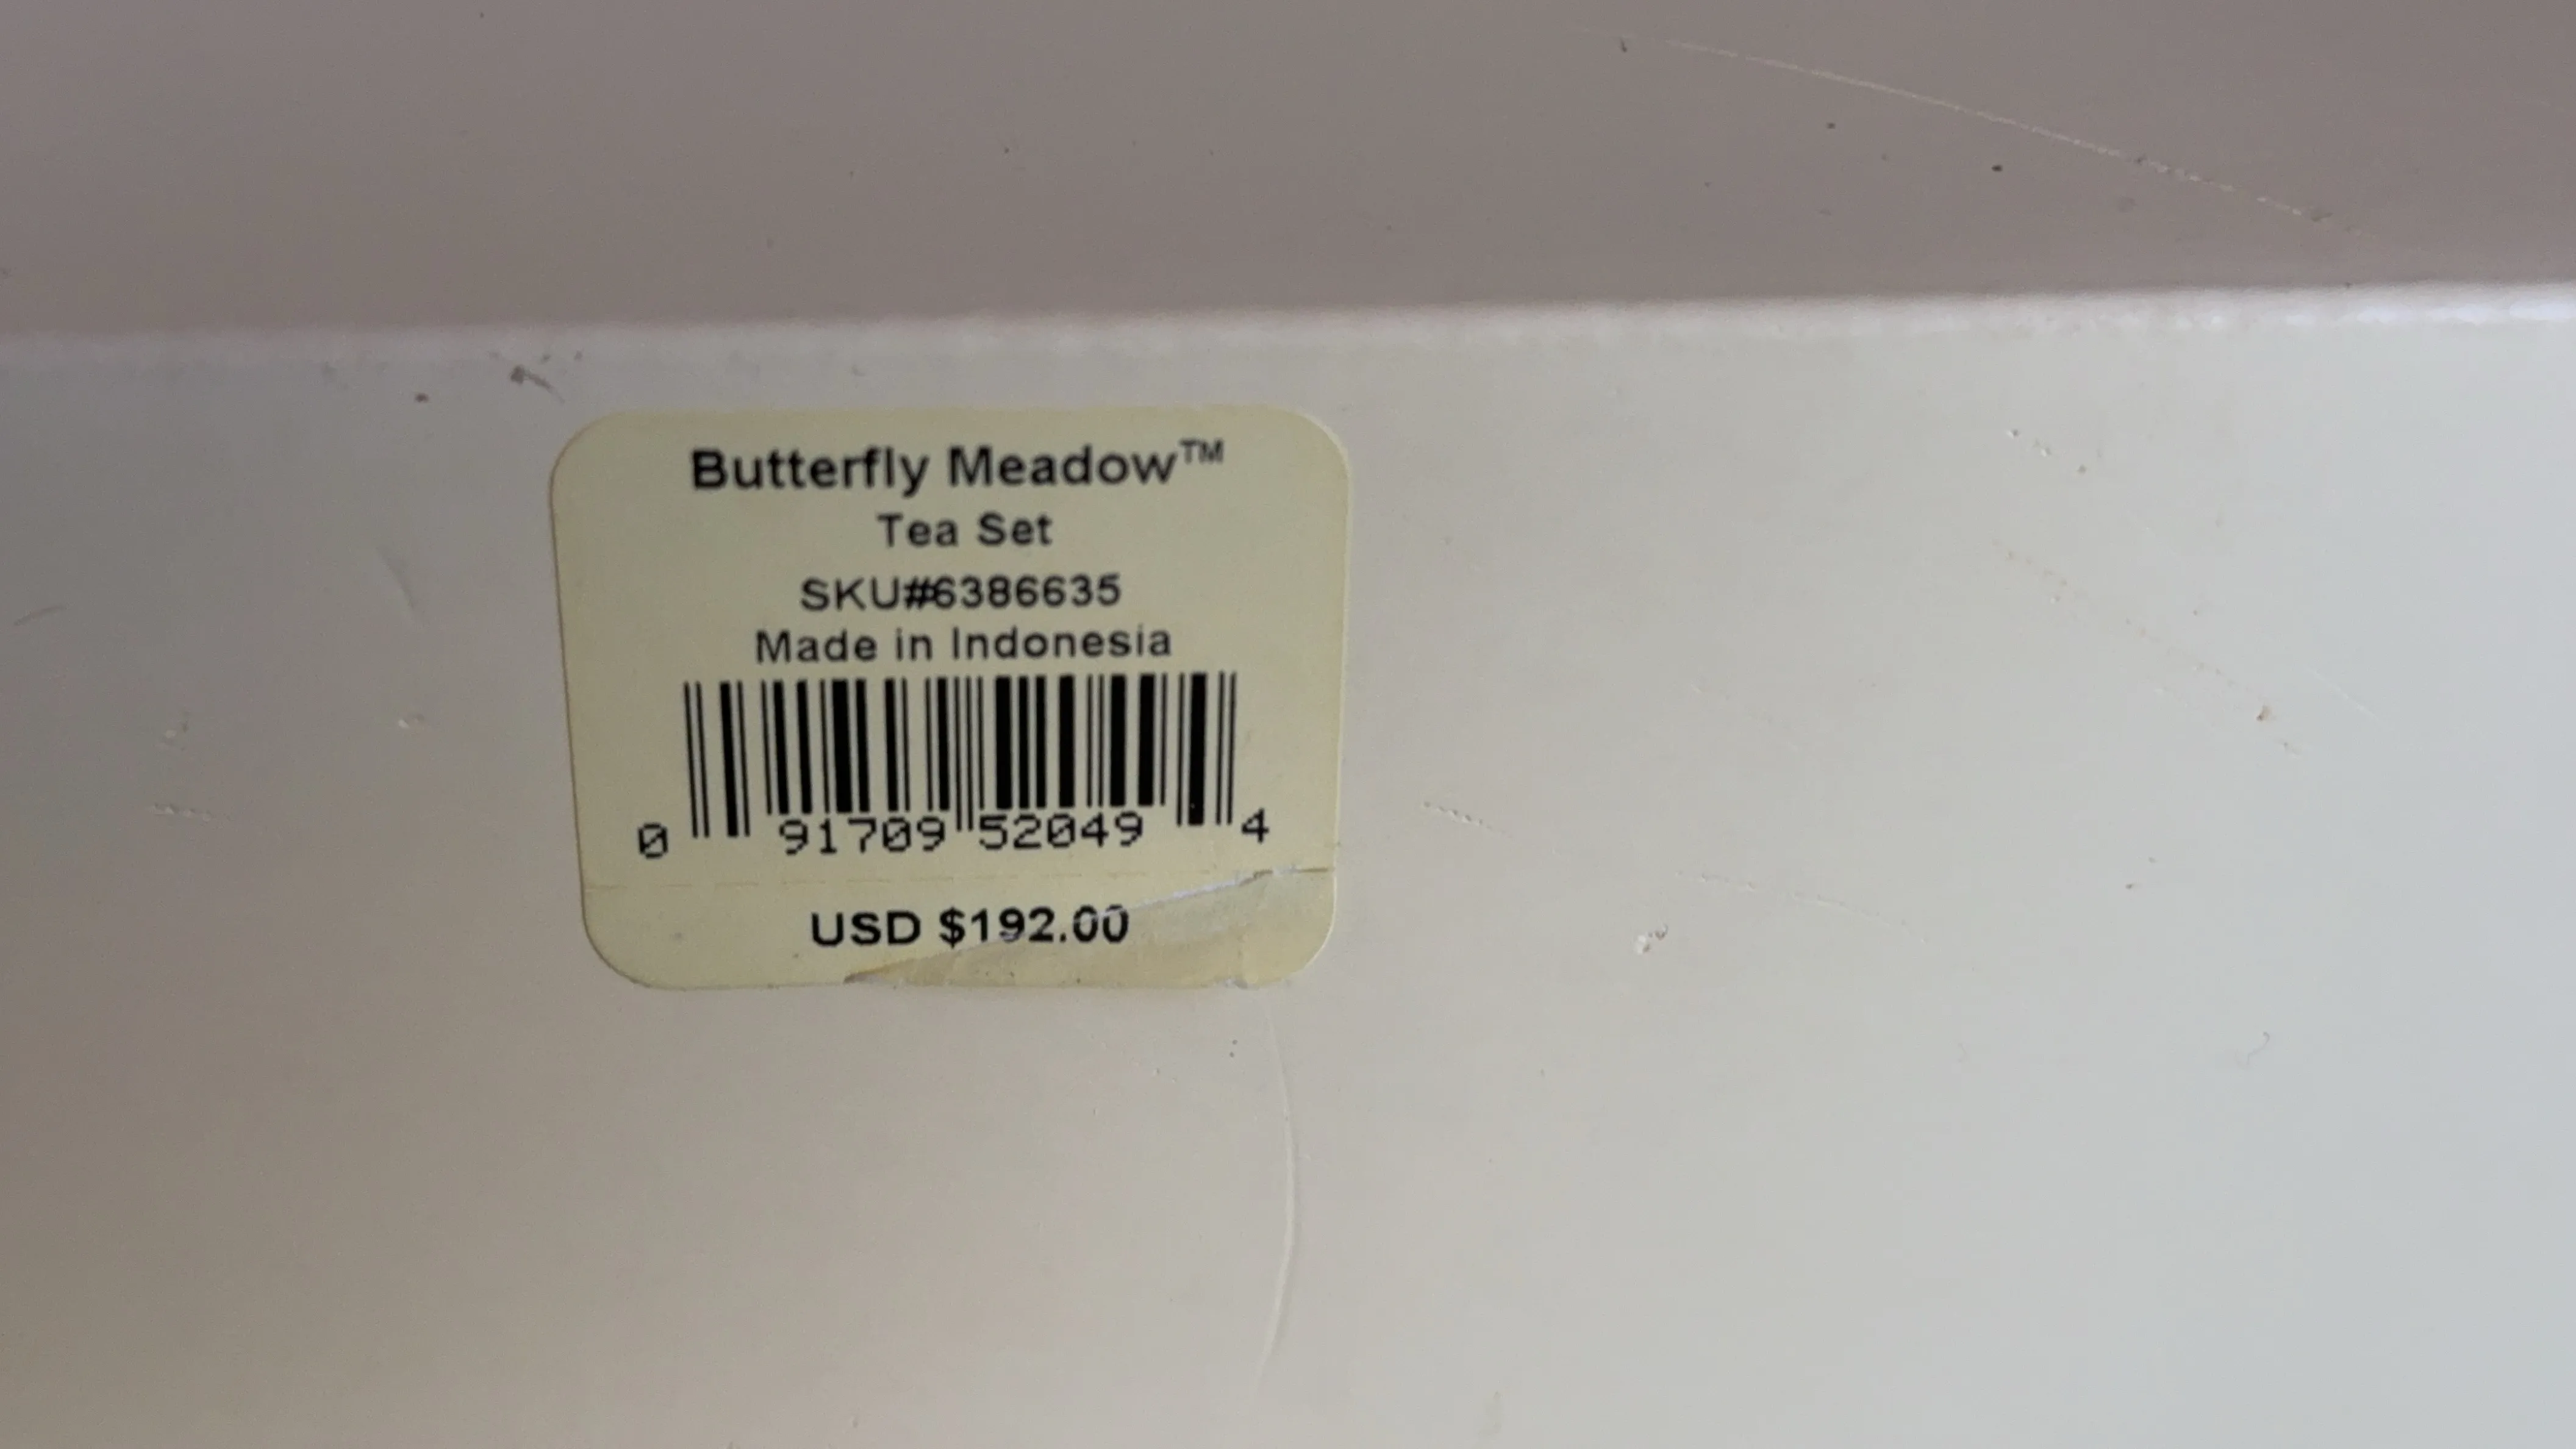 Butterfly Meadow™
Tea Set
SKU#6386635
Made in Indonesia
0 91709 52049 4
USD $192.00